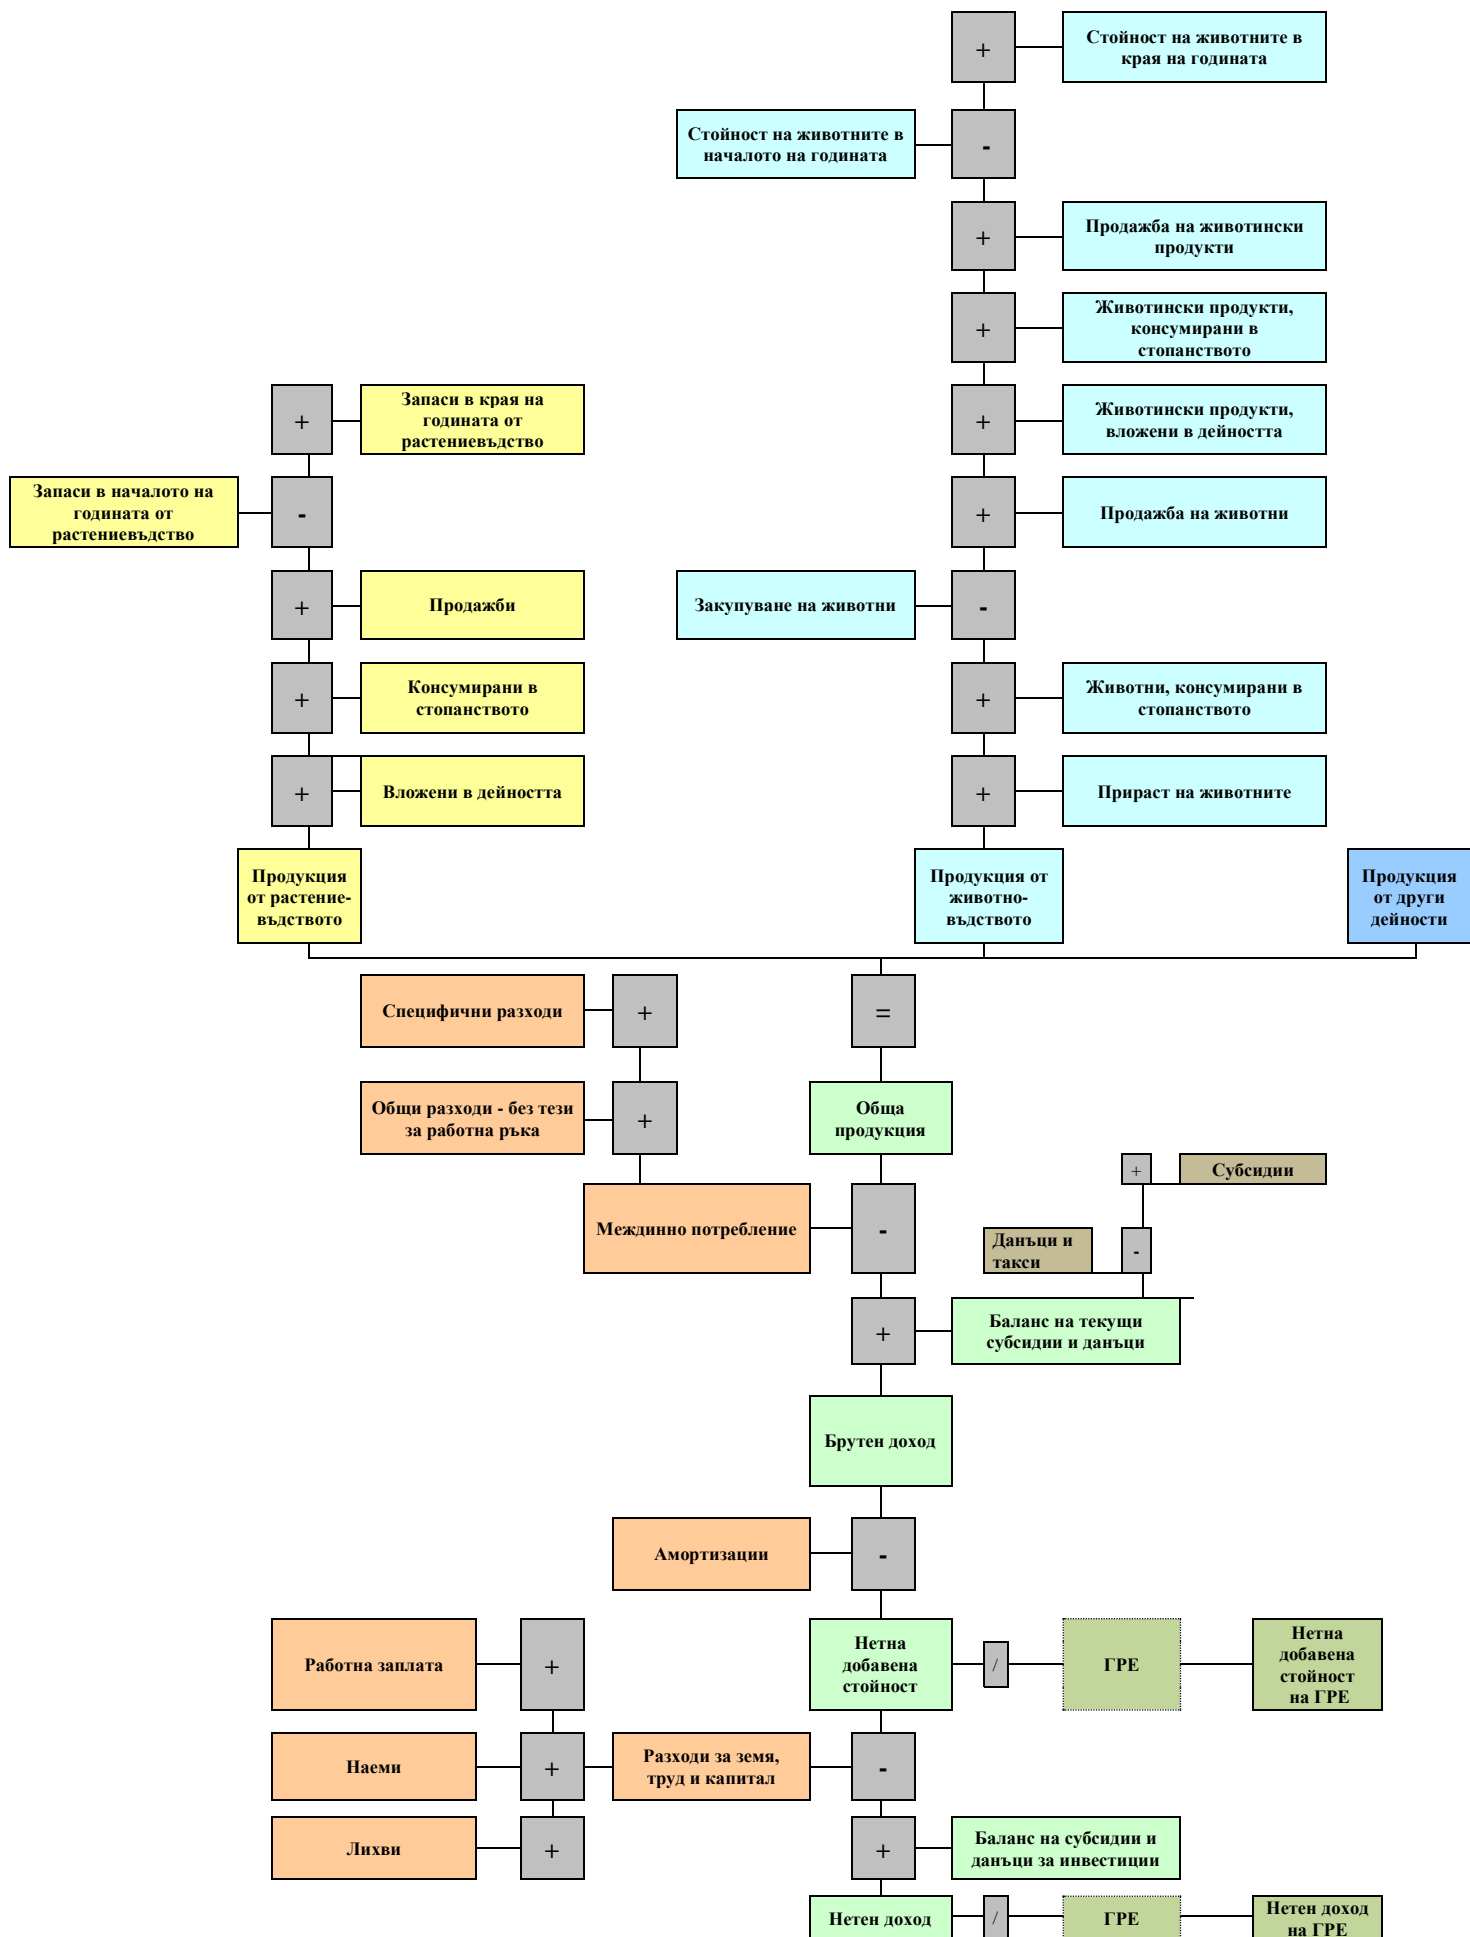 +
Стойност на животните в
края на годината
Стойност на животните в
началото на годината
-
+
Продажба на животински
продукти
+
Животински продукти,
консумирани в
стопанството
+
Запаси в края на
годината от
растениевъдство
+
Животински продукти,
вложени в дейността
Запаси в началото на
годината от
растениевъдство
-
+
Продажба на животни
+
Продажби
Закупуване на животни
-
+
Консумирани в
стопанството
+
Животни, консумирани в
стопанството
+
Вложени в дейността
+
Прираст на животните
Продукция
от растение-
въдството
Продукция от
животно-
въдството
Продукция
от други
дейности
Специфични разходи
+
=
Общи разходи - без тези
за работна ръка
+
Обща
продукция
+
Субсидии
Междинно потребление
-
Данъци и
такси
-
+
Баланс на текущи
субсидии и данъци
Брутен доход
Амортизации
-
Работна заплата
+
Нетна
добавена
стойност
/
ГРЕ
Нетна
добавена
стойност
на ГРЕ
Наеми
+
Разходи за земя,
труд и капитал
-
Лихви
+
+
Баланс на субсидии и
данъци за инвестиции
Нетен доход
/
ГРЕ
Нетен доход
на ГРЕ